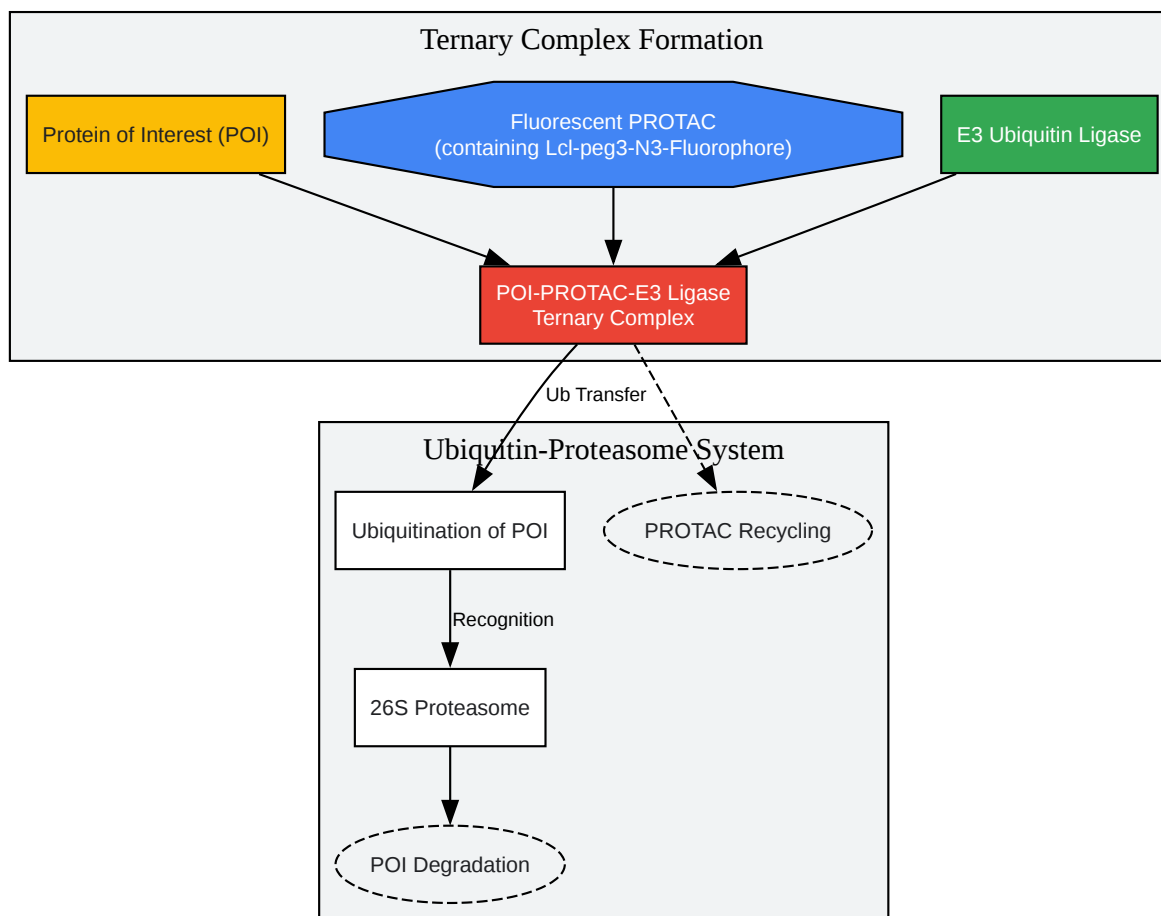 Ternary Complex Formation
Protein of Interest (POI)
Fluorescent PROTAC
(containing Lcl-peg3-N3-Fluorophore)
E3 Ubiquitin Ligase
POI-PROTAC-E3 Ligase
Ternary Complex
Ub Transfer
Ubiquitin-Proteasome System
Ubiquitination of POI
PROTAC Recycling
Recognition
26S Proteasome
POI Degradation